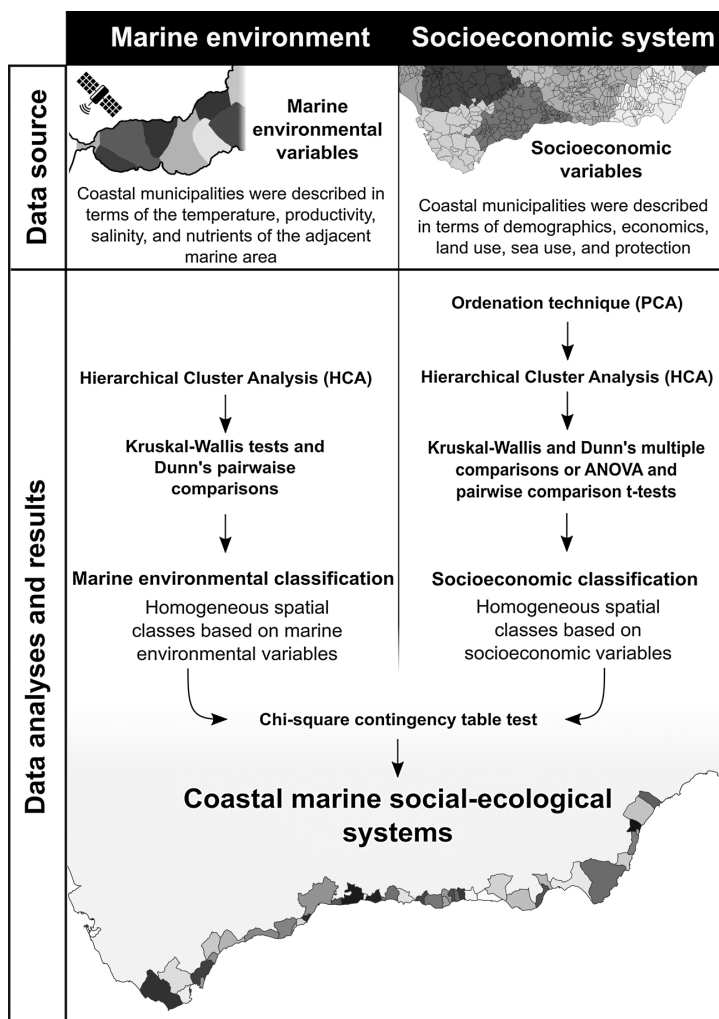 Marine environment
Socioeconomic system
Data source
Marine
environmental
variables
Coastal municipalities were described in
terms of the temperature, productivity,
salinity, and nutrients of the adjacent
marine area
Socioeconomic
variables
Coastal municipalities were described
in terms of demographics, economics,
land use, sea use, and protection
Data analyses and results
Hierarchical Cluster Analysis (HCA)
Kruskal-Wallis tests and
Dunn's pairwaise
comparisons
Marine environmental classification
Homogeneous spatial
classes based on marine
environmental variables
Ordenation technique (PCA)
Hierarchical Cluster Analysis (HCA)
Kruskal-Wallis and Dunn's multiple
comparisons or ANOVA and
pairwise comparison t-tests
Socioeconomic classification
Homogeneous spatial
classes based on
socioeconomic variables
Chi-square contingency table test
Coastal marine social-ecological
systems